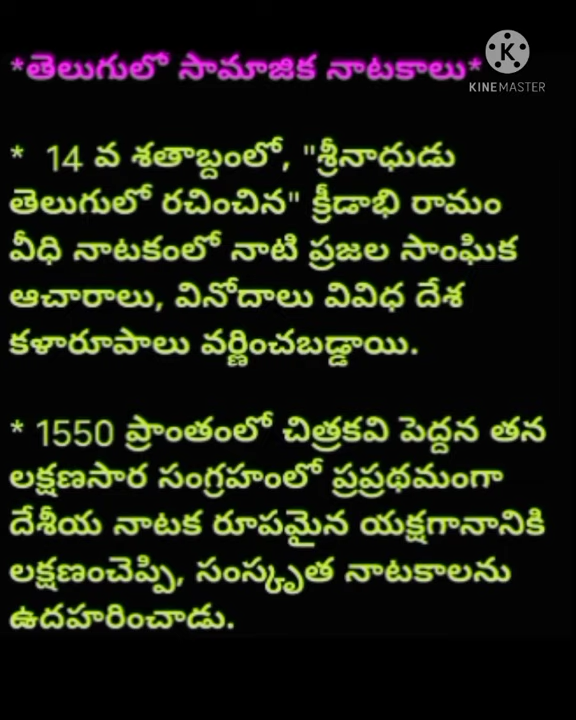 *తెలుగులో సామాజిక నాటకాలు*
K
KINEMASTER
* 14 వ శతాబ్దంలో, "శ్రీనాధుడు
తెలుగులో రచించిన" క్రీడాభి రామం
వీధి నాటకంలో నాటి ప్రజల సాంఘిక
ఆచారాలు, వినోదాలు వివిధ దేశ
కళారూపాలు వర్ణించబడ్డాయి.
* 1550 ప్రాంతంలో చిత్రకవి పెద్దన తన
లక్షణసార సంగ్రహంలో ప్రప్రథమంగా
దేశీయ నాటక రూపమైన యక్షగానానికి
లక్షణంచెప్పి, సంస్కృత నాటకాలను
ఉదహరించాడు.